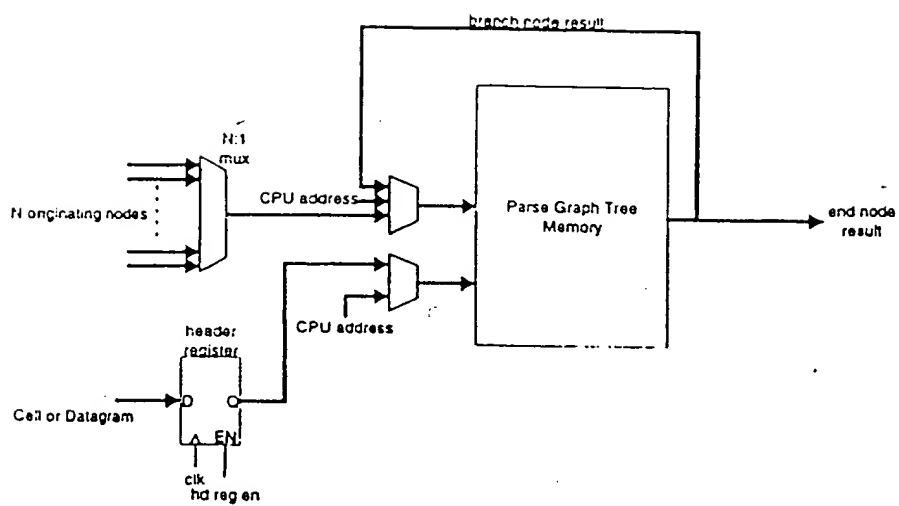 branch node result
N:1
mux
CPU address
N originating nodes
Parse Graph Tree
Memory
end node
result
CPU address
header
register
D
Q
Cell or Datagram
EN
clk
hd reg en